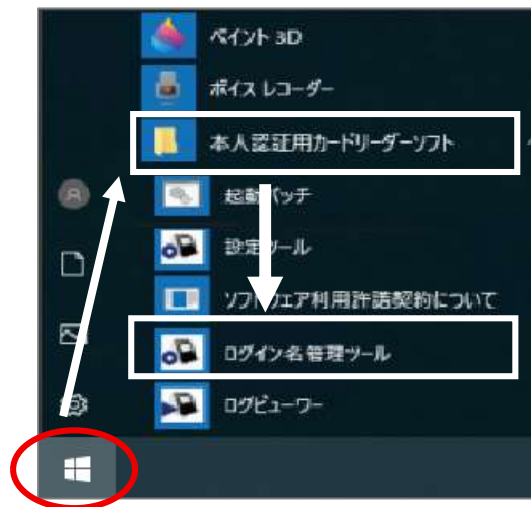 ペイント 3D
ボイス レコーダー
本人認証用カードリーダーソフト
起動バッチ
設定ツール
ソフトウェア利用許諾契約について
ログイン名管理ツール
ログビューワー